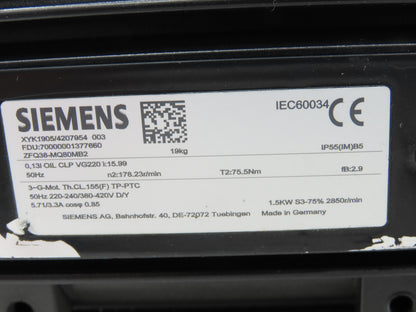 SIEMENS
IEC60034 CE
XYK1905/4207954 003
FDU:70000001377660
ZFQ38-MQ80MB2 19kg IP55(IM)B5
0,13l OIL CLP VG220 i:15.99
50Hz n2:178.23r/min T2:75.5Nm fB:2.9
3~G-Mot. Th.CL.155(F) TP-PTC
50Hz 220-240/380-420V D/Y
5.71/3.3A cosφ 0.85 1.5KW S3-75% 2850r/min
SIEMENS AG, Bahnhofstr. 40, DE-72072 Tuebingen Made in Germany